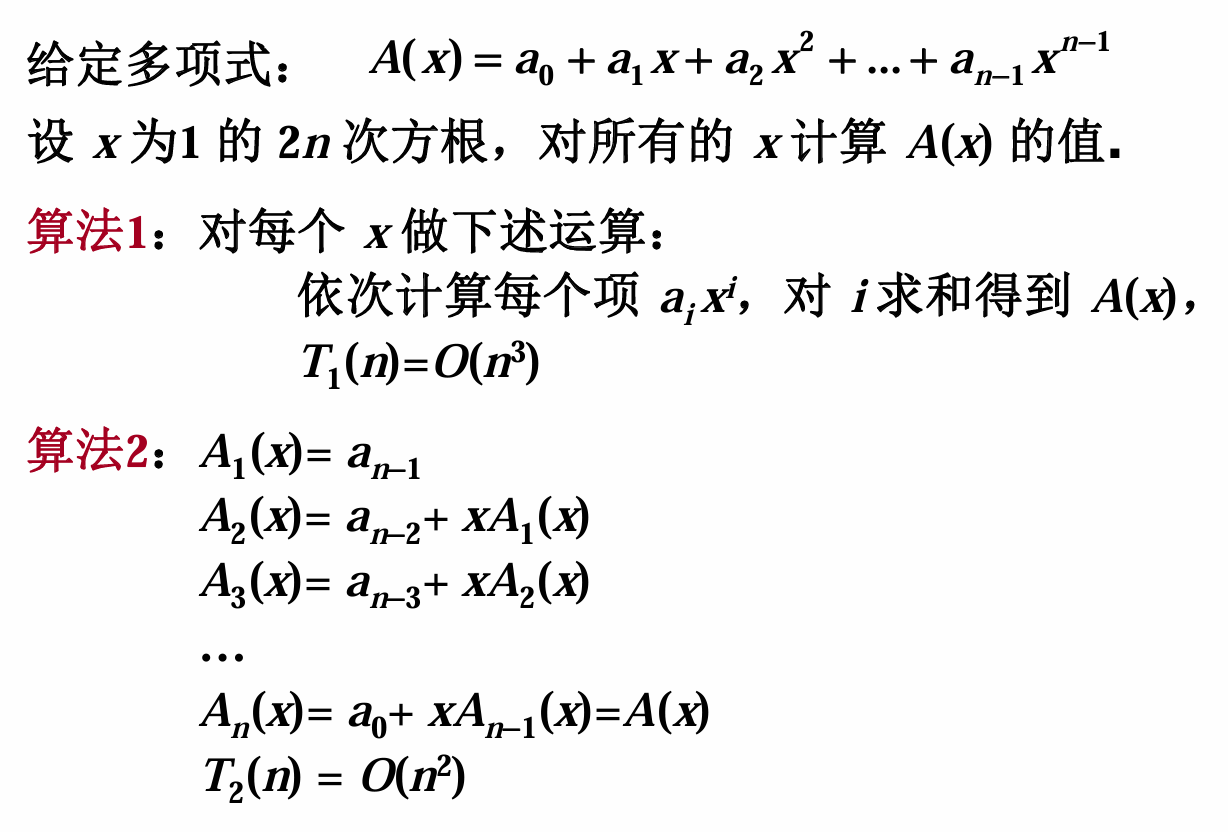 给定多项式： A(x) = a₀ + a₁x + a₂x² + ... + aₙ₋₁xⁿ⁻¹
设 x 为1 的 2n 次方根，对所有的 x 计算 A(x) 的值.
算法1：对每个 x 做下述运算：
依次计算每个项 aᵢxⁱ，对 i 求和得到 A(x)，
T₁(n)=O(n³)
算法2：A₁(x)= aₙ₋₁
A₂(x)= aₙ₋₂+ xA₁(x)
A₃(x)= aₙ₋₃+ xA₂(x)
…
Aₙ(x)= a₀+ xAₙ₋₁(x)=A(x)
T₂(n) = O(n²)